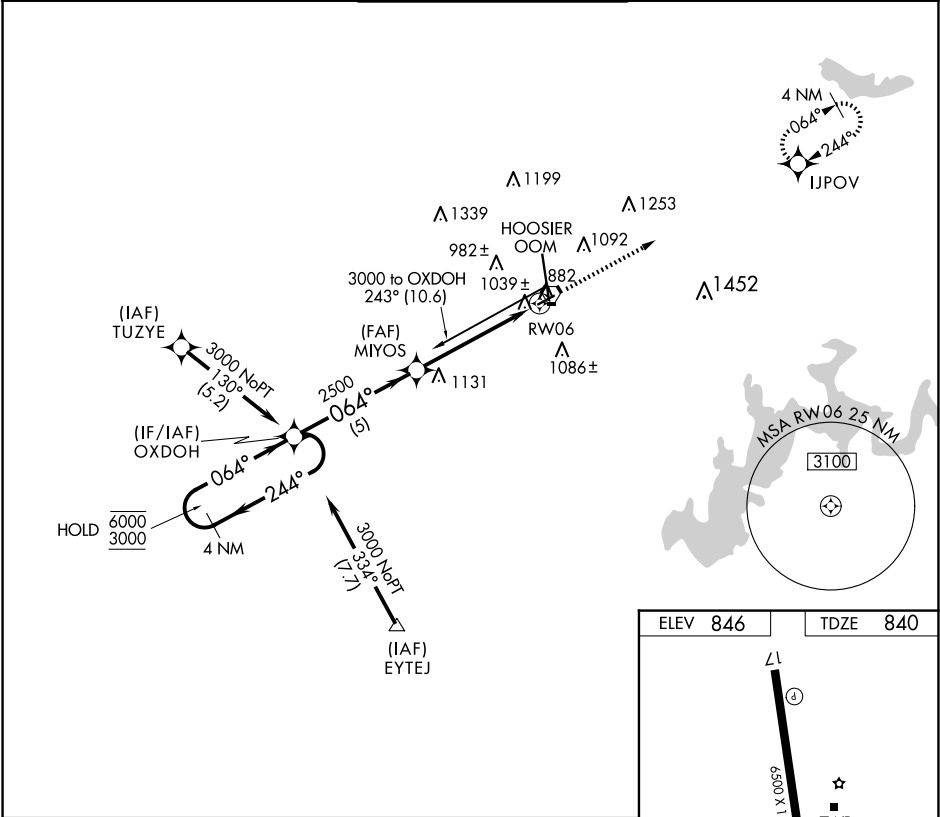 4 NM
064°
244°
IJPOV
1199
1339
1253
HOOSIER
OOM
1092
982±
3000 to OXDOH
243° (10.6)
1039±
882
1452
(IAF)
TUZYE
(FAF)
MIYOS
RW06
1086±
3000 NoPT
130°
(5.2)
1131
2500
064°
(5)
(IF/IAF)
OXDOH
MSA RW06 25 NM
3100
064°
244°
HOLD 6000
3000
4 NM
3000 NoPT
334°
(7.7)
(IAF)
EYTEJ
ELEV 846
TDZE 840
17
P
6500 X